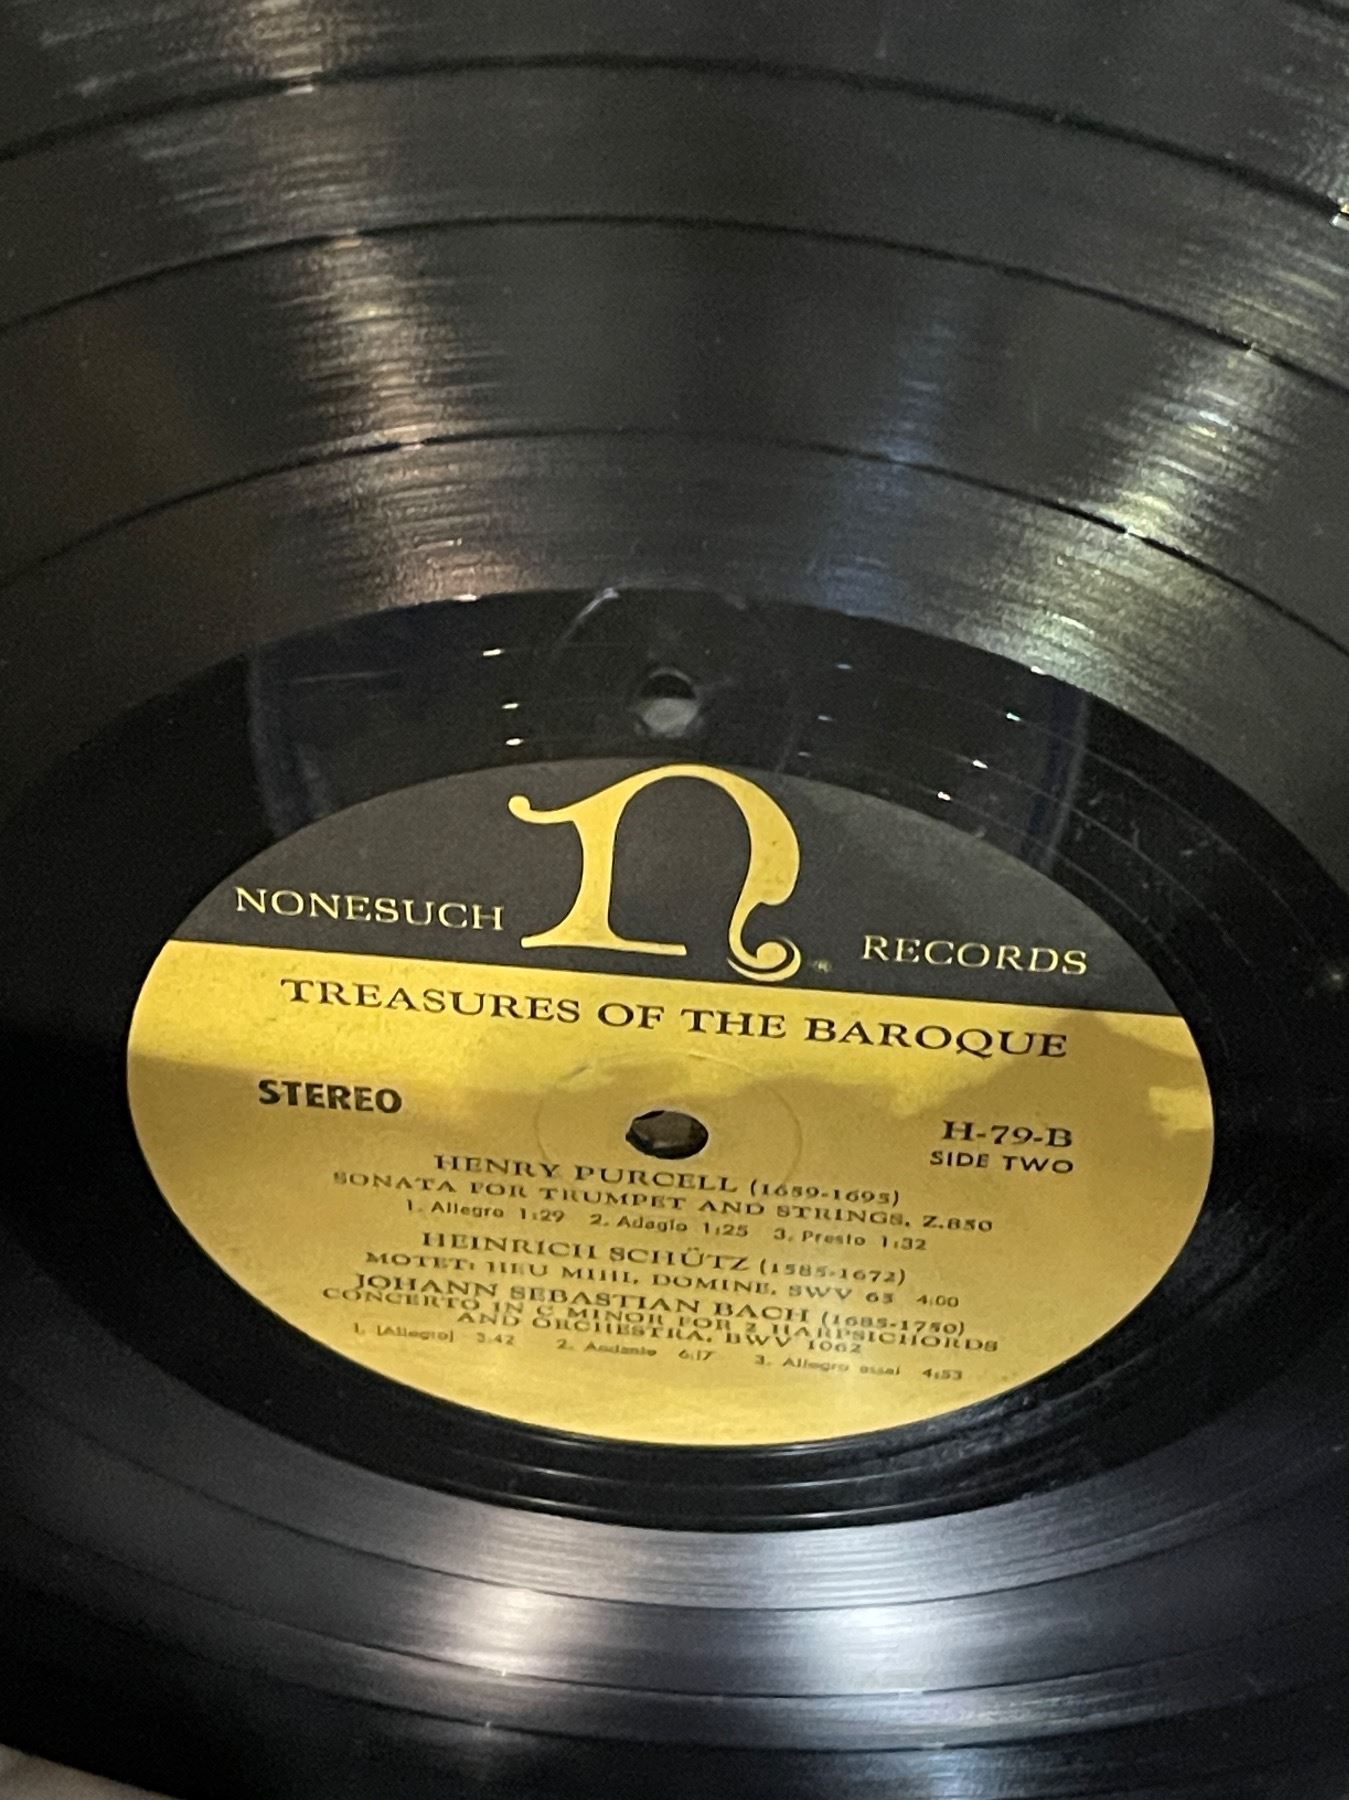 n
NONESUCH RECORDS
TREASURES OF THE BAROQUE
STEREO
H-79-B
SIDE TWO
HENRY PURCELL (1659-1695)
SONATA FOR TRUMPET AND STRINGS, Z.850
1. Allegro 1:29 2. Adagio 1:25 3. Presto 1:32
HEINRICH SCHÜTZ (1585-1672)
MOTET: HEU MIHI, DOMINE, SWV 65 4:00
JOHANN SEBASTIAN BACH (1685-1750)
CONCERTO IN C MINOR FOR 2 HARPSICHORDS
AND ORCHESTRA, BWV 1062
1. [Allegro] 3:42 2. Andante 6:17 3. Allegro assai 4:53